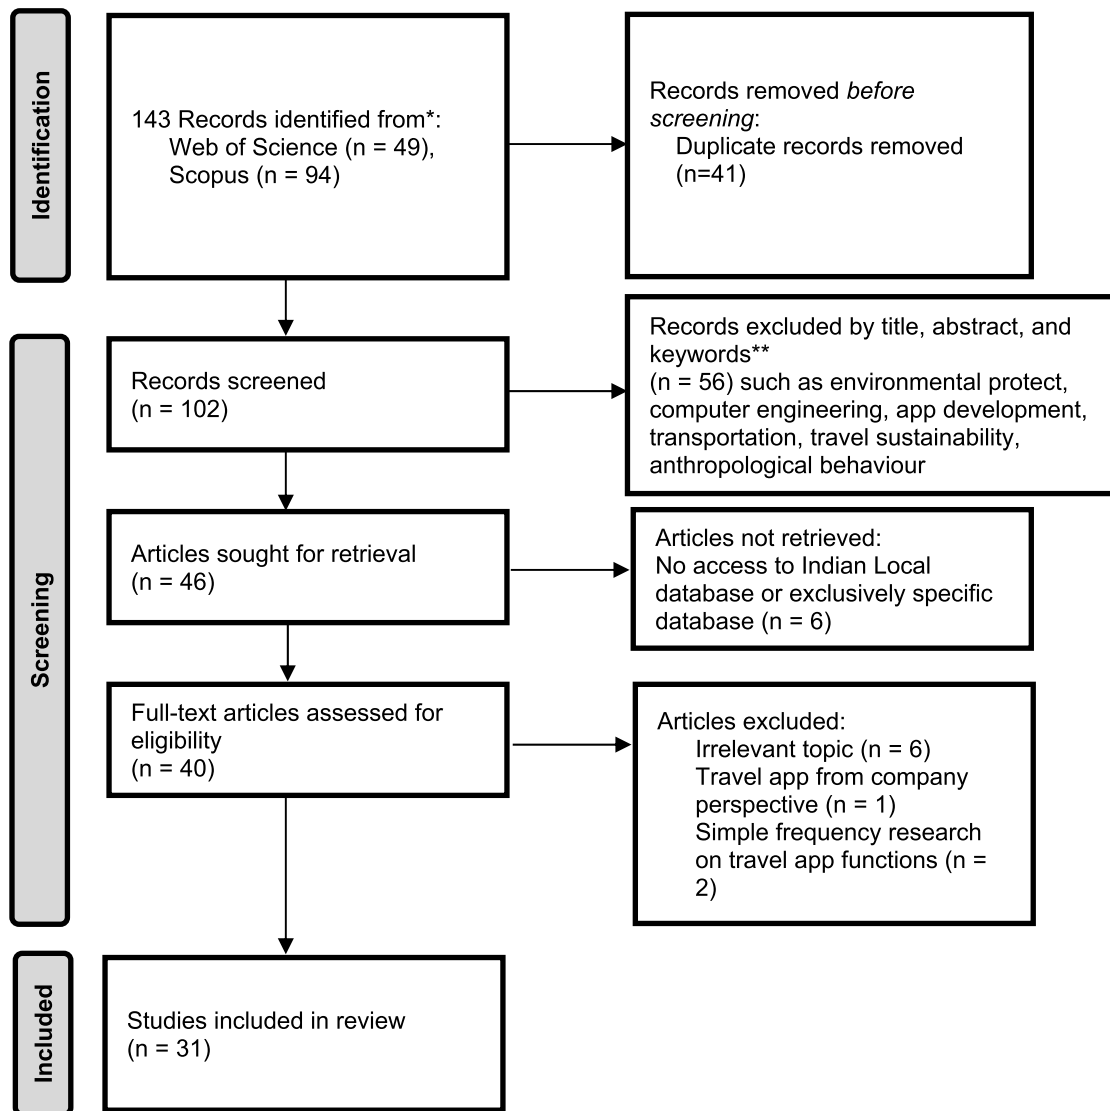 Identification
143 Records identified from*:
Web of Science (n = 49),
Scopus (n = 94)
Records removed before
screening:
Duplicate records removed
(n=41)
Screening
Records screened
(n = 102)
Records excluded by title, abstract, and
keywords**
(n = 56) such as environmental protect,
computer engineering, app development,
transportation, travel sustainability,
anthropological behaviour
Articles sought for retrieval
(n = 46)
Articles not retrieved:
No access to Indian Local
database or exclusively specific
database (n = 6)
Full-text articles assessed for
eligibility
(n = 40)
Articles excluded:
Irrelevant topic (n = 6)
Travel app from company
perspective (n = 1)
Simple frequency research
on travel app functions (n =
2)
Included
Studies included in review
(n = 31)